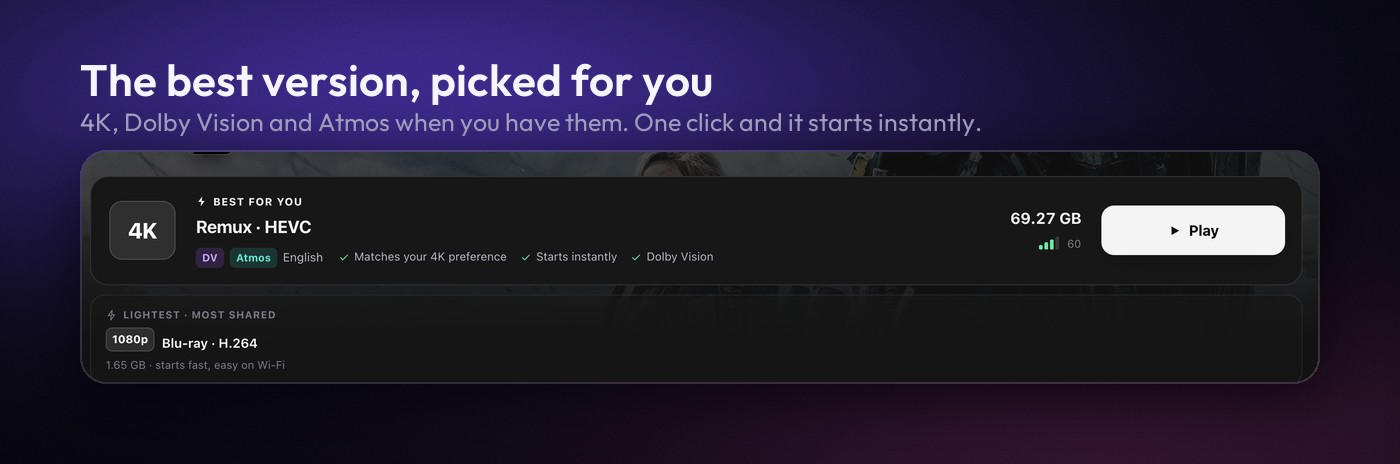 The best version, picked for you
4K, Dolby Vision and Atmos when you have them. One click and it starts instantly.
4K
BEST FOR YOU
Remux · HEVC
DV Atmos English ✓ Matches your 4K preference ✓ Starts instantly ✓ Dolby Vision
69.27 GB
60
Play
LIGHTEST · MOST SHARED
1080p Blu-ray · H.264
1.65 GB · starts fast, easy on Wi-Fi